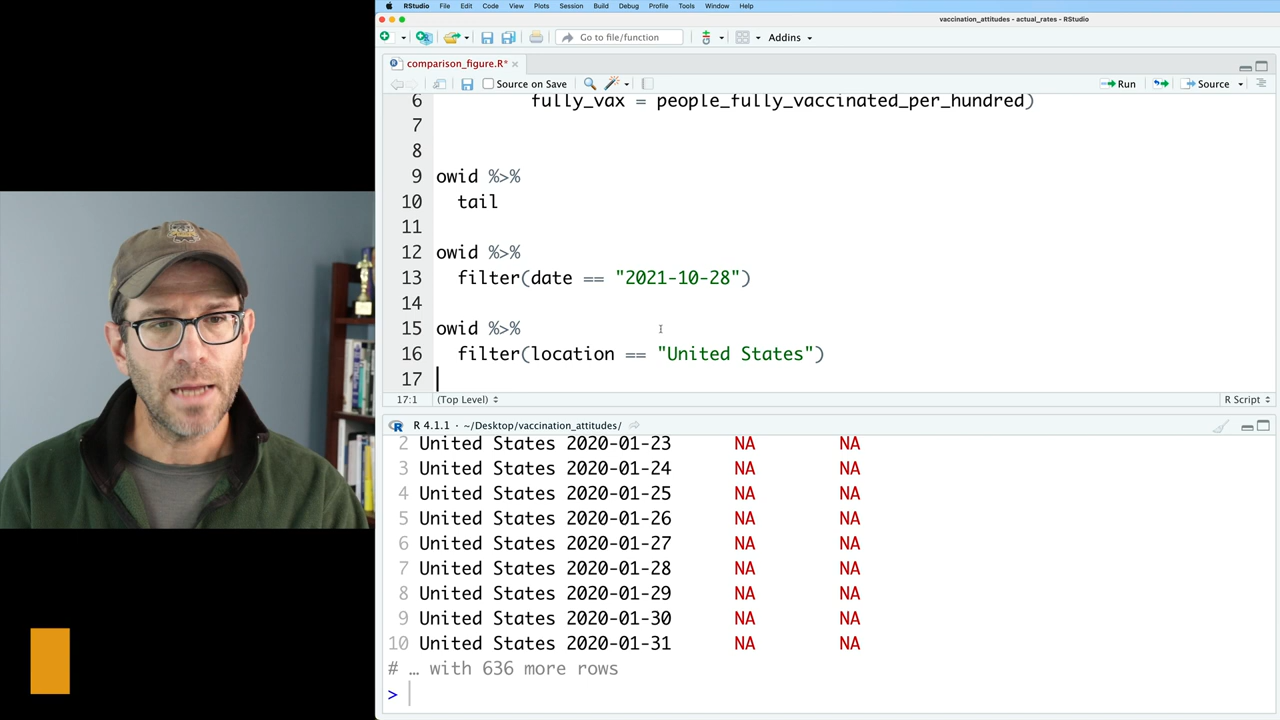 RStudio File Edit Code View Plots Session Build Debug Profile Tools Window Help
vaccination_attitudes - actual_rates - RStudio
Go to file/function
Addins
comparison_figure.R*
Source on Save
Run
Source
6 fully_vax = people_fully_vaccinated_per_hundred)
7
8
9 owid %>%
10 tail
11
12 owid %>%
13 filter(date == "2021-10-28")
14
15 owid %>%
16 filter(location == "United States")
17
17:1 (Top Level) R Script
R 4.1.1 · ~/Desktop/vaccination_attitudes/
2 United States 2020-01-23 NA NA
3 United States 2020-01-24 NA NA
4 United States 2020-01-25 NA NA
5 United States 2020-01-26 NA NA
6 United States 2020-01-27 NA NA
7 United States 2020-01-28 NA NA
8 United States 2020-01-29 NA NA
9 United States 2020-01-30 NA NA
10 United States 2020-01-31 NA NA
# … with 636 more rows
>